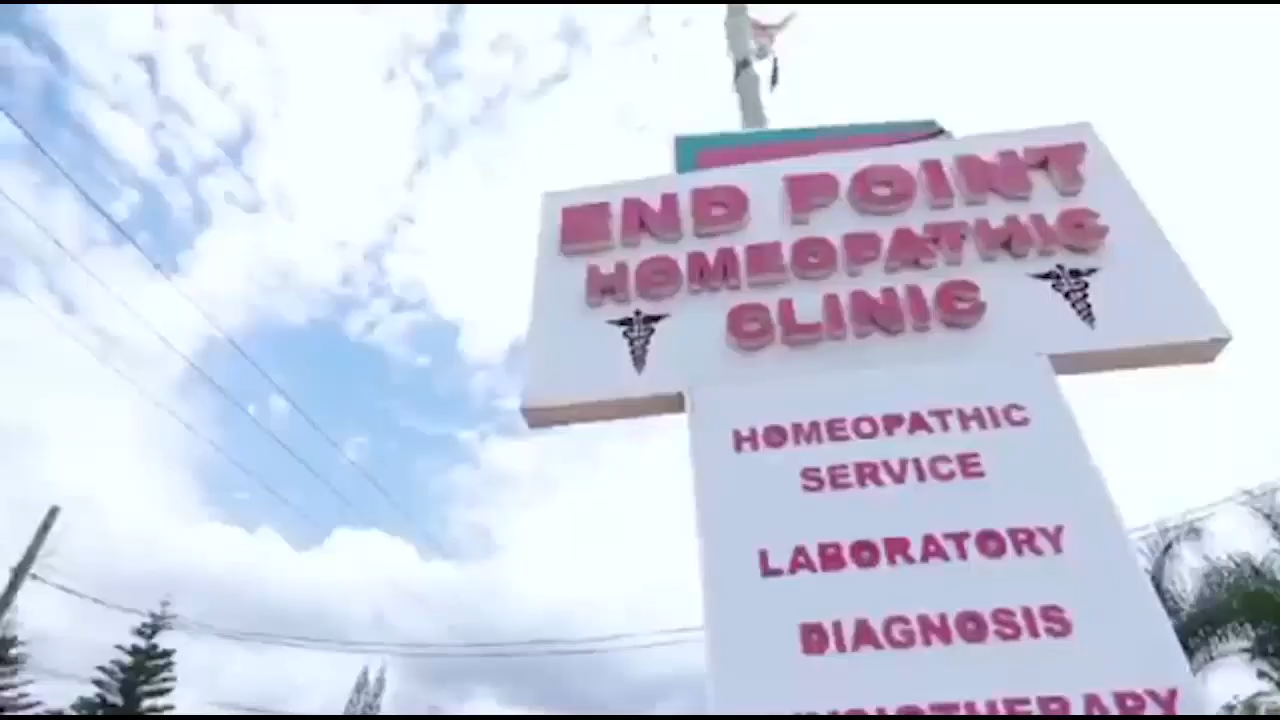 END POINT
HOMEOPATHIC
CLINIC
HOMEOPATHIC
SERVICE
LABORATORY
DIAGNOSIS